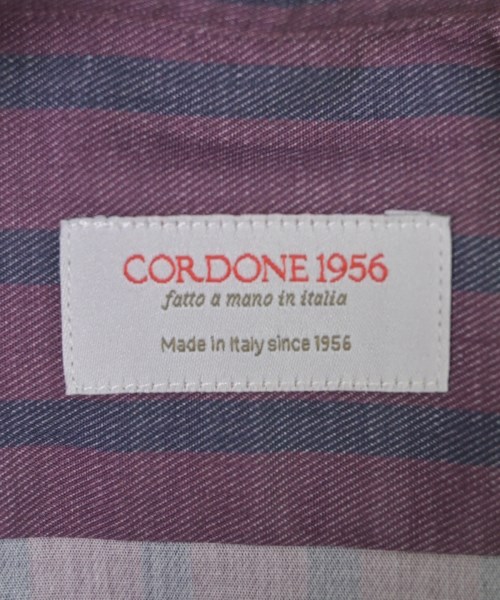 CORDONE 1956
fatto a mano in italia
Made in Italy since 1956